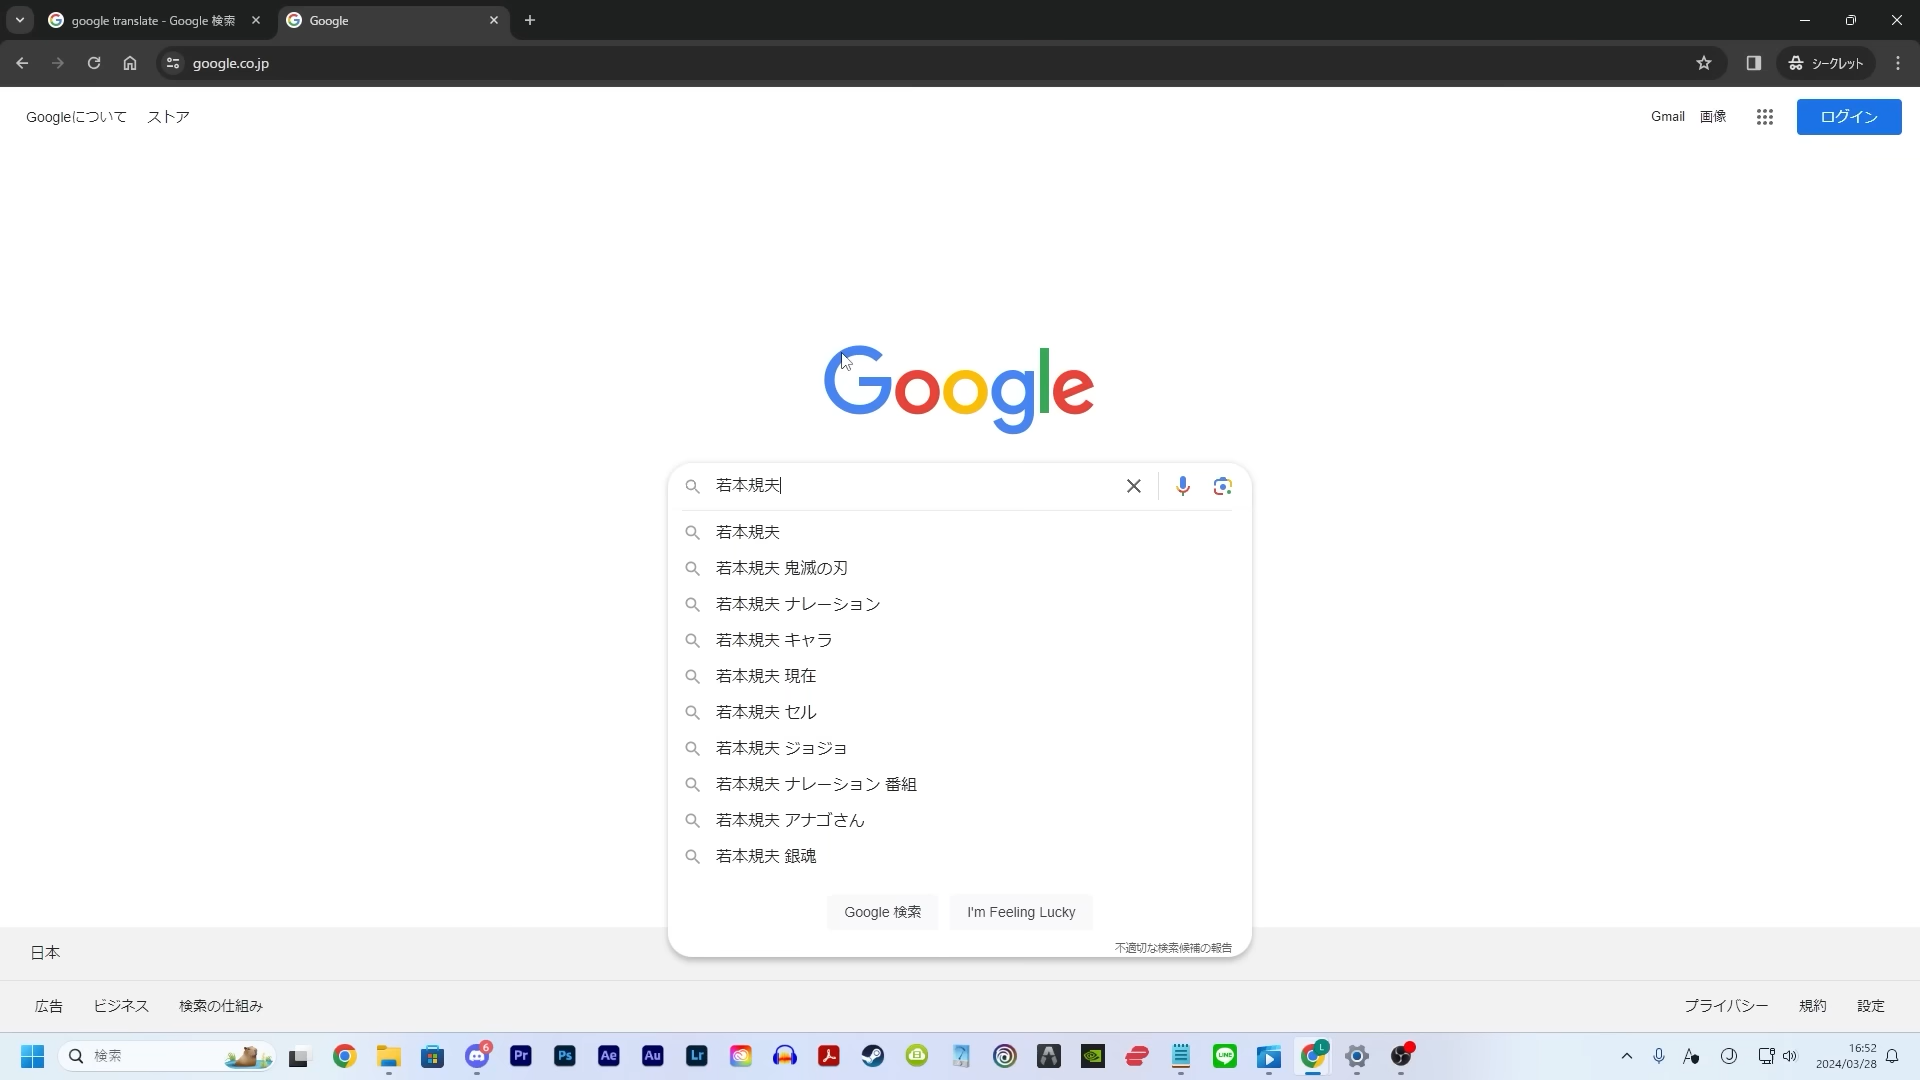 google translate - Google 検索
Google
google.co.jp
シークレット
Googleについて ストア
Gmail 画像 ログイン
Google
若本規夫
若本規夫
若本規夫 鬼滅の刃
若本規夫 ナレーション
若本規夫 キャラ
若本規夫 現在
若本規夫 セル
若本規夫 ジョジョ
若本規夫 ナレーション 番組
若本規夫 アナゴさん
若本規夫 銀魂
Google 検索 I'm Feeling Lucky
不適切な検索候補の報告
日本
広告 ビジネス 検索の仕組み
プライバシー 規約 設定
検索
6
Pr
Ps
Ae
Au
Lr
LINE
L
A
16:52
2024/03/28